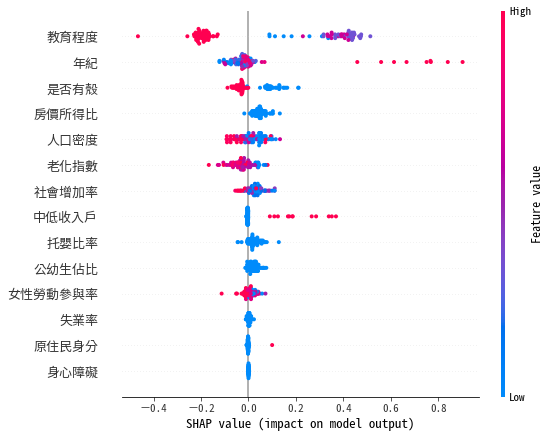 High
教育程度
年紀
是否有殼
房價所得比
人口密度
老化指數
社會增加率
中低收入戶
托嬰比率
公幼生佔比
女性勞動參與率
失業率
原住民身分
身心障礙
Feature value
Low
−0.4 −0.2 0.0 0.2 0.4 0.6 0.8
SHAP value (impact on model output)